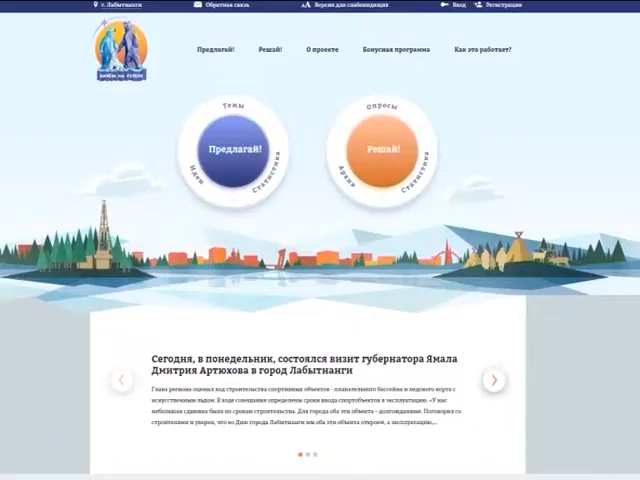 г. Лабытнанги Обратная связь Версия для слабовидящих Вход Регистрация
ЖИВЁМ НА СЕВЕРЕ
Предлагай! Решай! О проекте Бонусная программа Как это работает?
Темы
Предлагай!
Идеи
Статистика
Опросы
Решай!
Архив
Статистика
Сегодня, в понедельник, состоялся визит губернатора Ямала
Дмитрия Артюхова в город Лабытнанги
Глава региона оценил ход строительства спортивных объектов - плавательного бассейна и ледового корта с
искусственным льдом. В ходе совещания определены сроки ввода спортобъектов в эксплуатацию. «У нас
небольшая сдвижка была по срокам строительства. Для города оба эти объекта – долгожданные. Поговорил со
строителями и уверен, что ко Дню города Лабытнанги мы оба эти объекта откроем, а эксплуатацию,...